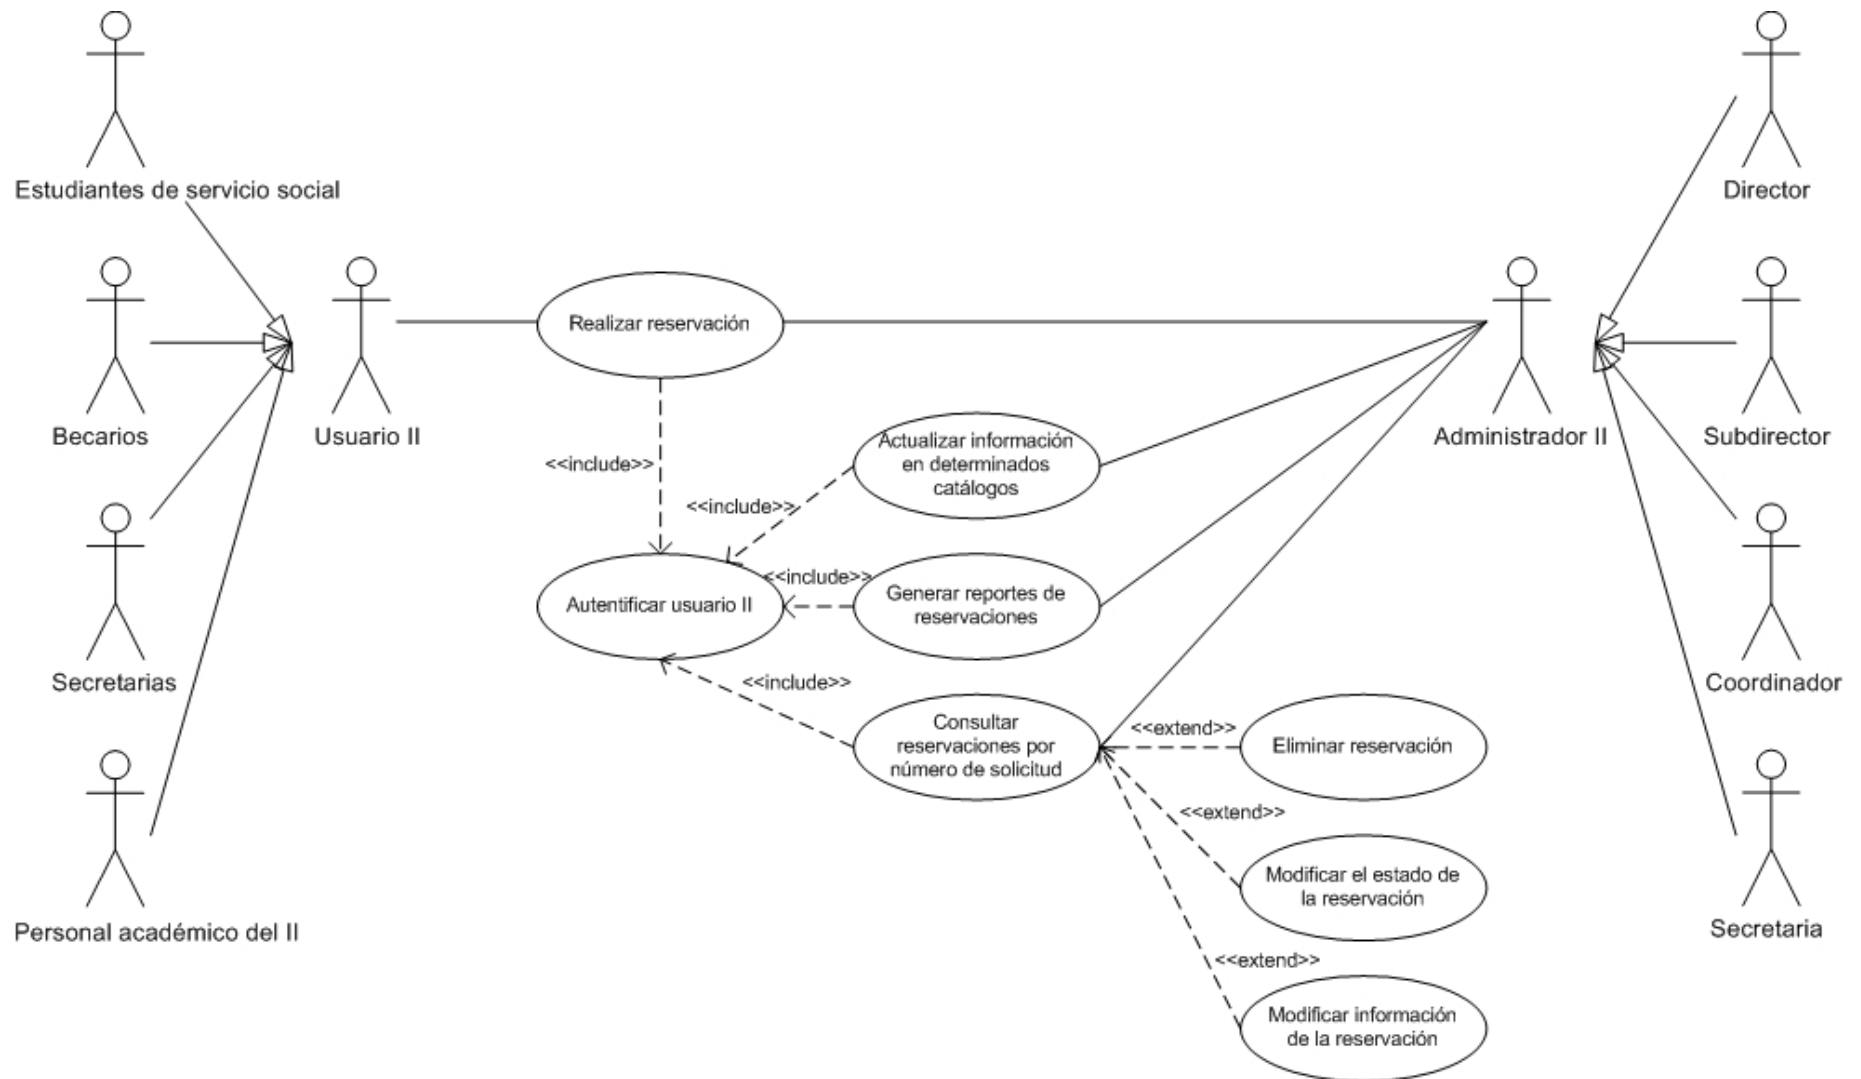 Estudiantes de servicio social
Director
Realizar reservación
Becarios
Usuario II
Administrador II
Subdirector
Actualizar información
en determinados
catálogos
<<include>>
<<include>>
<<include>>
Autentificar usuario II
Generar reportes de
reservaciones
Secretarias
<<include>>
Coordinador
Consultar
reservaciones por
número de solicitud
<<extend>>
Eliminar reservación
<<extend>>
Modificar el estado de
la reservación
Personal académico del II
Secretaria
<<extend>>
Modificar información
de la reservación